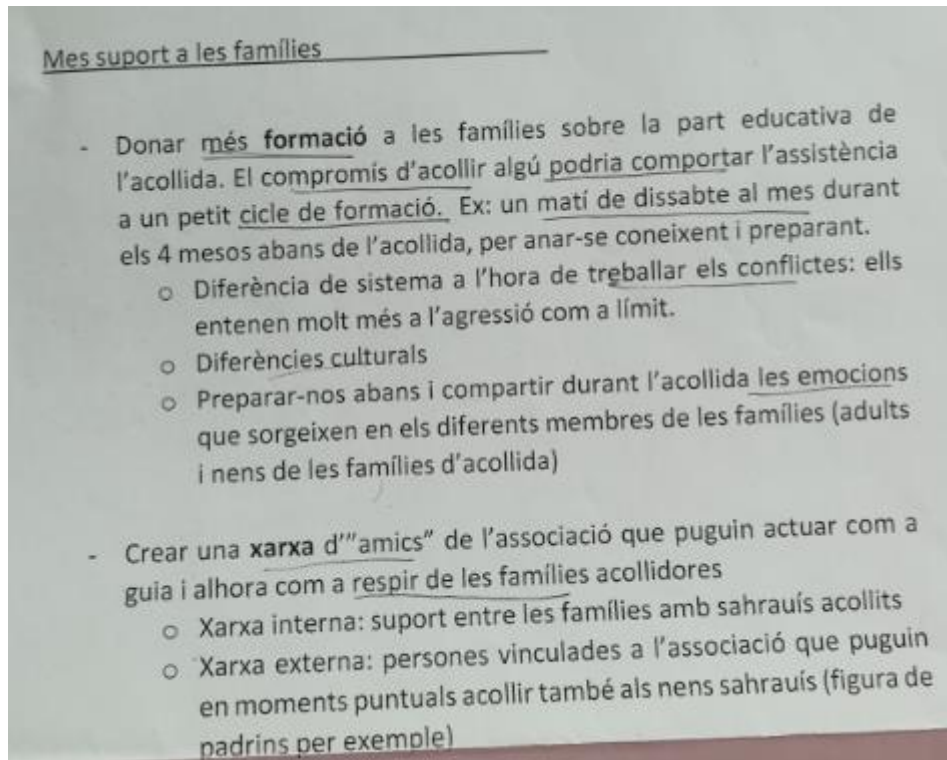 Mes suport a les famílies
- Donar més formació a les famílies sobre la part educativa de
l'acollida. El compromís d'acollir algú podria comportar l'assistència
a un petit cicle de formació. Ex: un matí de dissabte al mes durant
els 4 mesos abans de l'acollida, per anar-se coneixent i preparant.
o Diferència de sistema a l'hora de treballar els conflictes: ells
entenen molt més a l'agressió com a límit.
o Diferències culturals
o Preparar-nos abans i compartir durant l'acollida les emocions
que sorgeixen en els diferents membres de les famílies (adults
i nens de les famílies d'acollida)
- Crear una xarxa d'"amics" de l'associació que puguin actuar com a
guia i alhora com a respir de les famílies acollidores
o Xarxa interna: suport entre les famílies amb sahrauís acollits
o Xarxa externa: persones vinculades a l'associació que puguin
en moments puntuals acollir també als nens sahrauís (figura de
padrins per exemple)